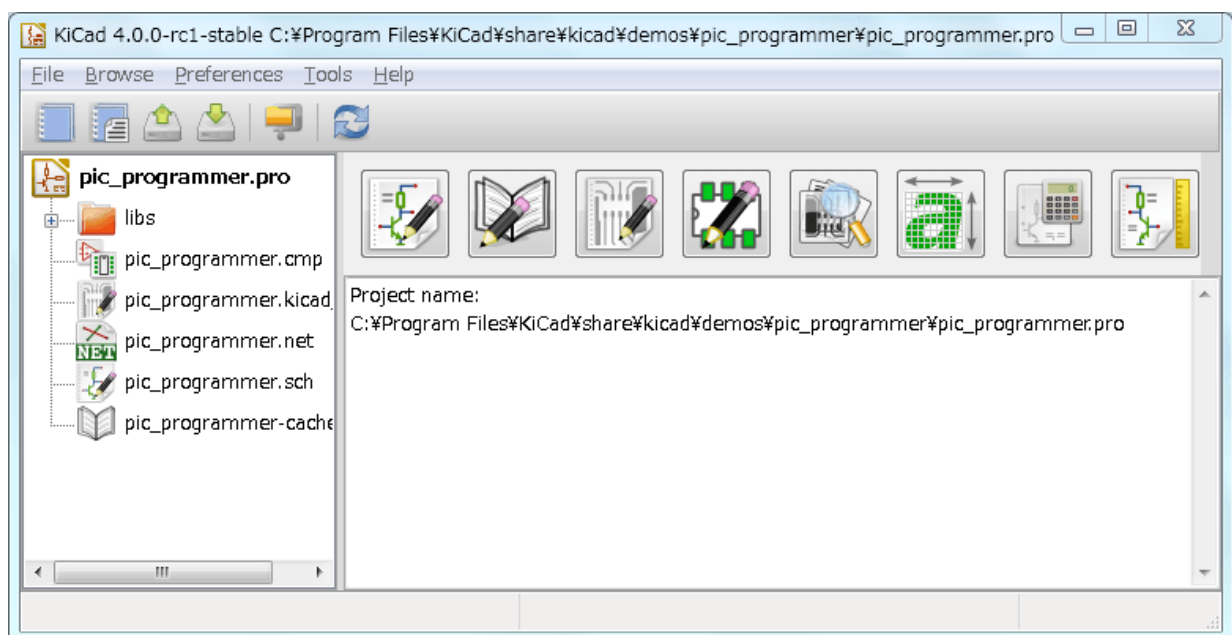 KiCad 4.0.0-rc1-stable C:¥Program Files¥KiCad¥share¥kicad¥demos¥pic_programmer¥pic_programmer.pro
File Browse Preferences Tools Help
pic_programmer.pro
libs
pic_programmer.cmp
pic_programmer.kicad_
NET pic_programmer.net
pic_programmer.sch
pic_programmer-cache
a
Project name:
C:¥Program Files¥KiCad¥share¥kicad¥demos¥pic_programmer¥pic_programmer.pro